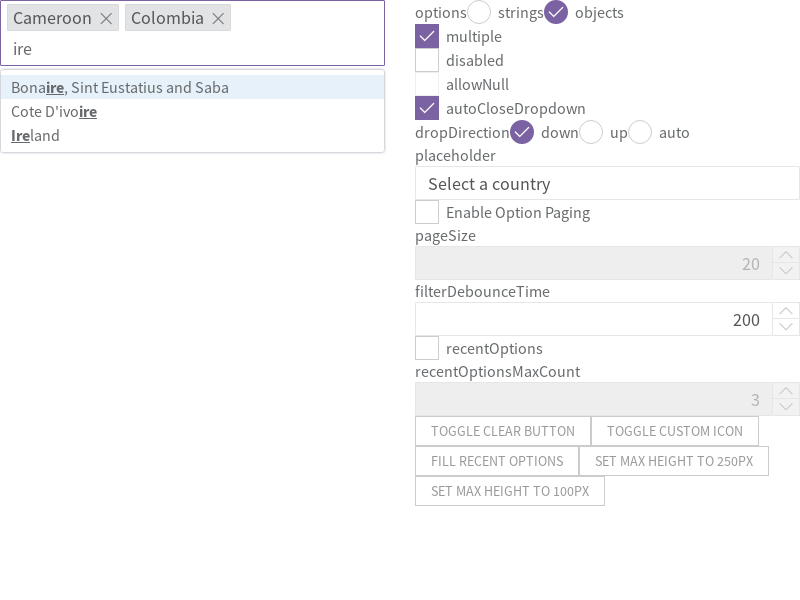 Cameroon
Colombia
ire
Bonaire, Sint Eustatius and Saba
Cote D'ivoire
Ireland
options strings objects
multiple
disabled
allowNull
autoCloseDropdown
dropDirection down up auto
placeholder
Select a country
Enable Option Paging
pageSize
20
filterDebounceTime
200
recentOptions
recentOptionsMaxCount
3
TOGGLE CLEAR BUTTON TOGGLE CUSTOM ICON
FILL RECENT OPTIONS SET MAX HEIGHT TO 250PX
SET MAX HEIGHT TO 100PX